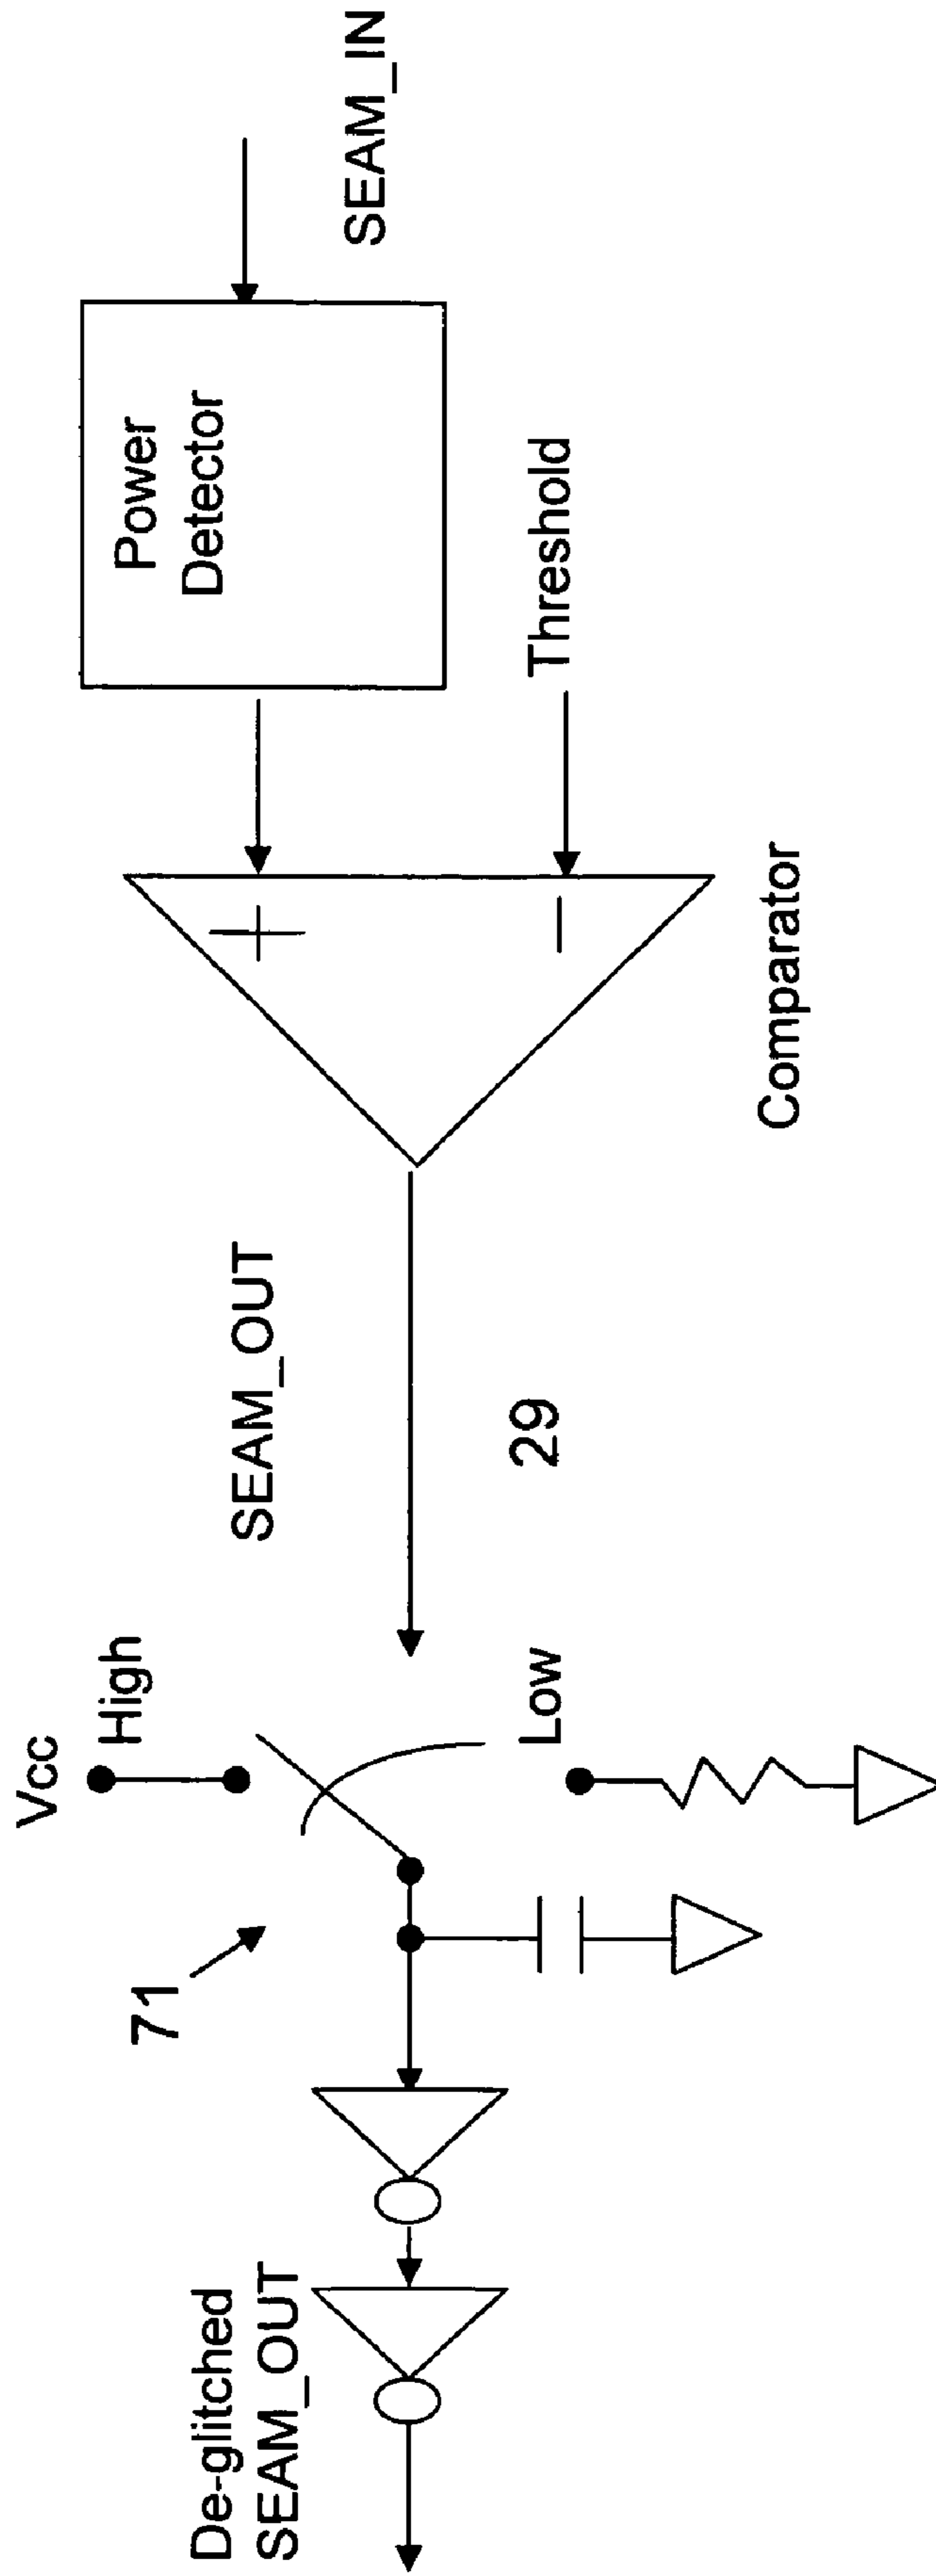 De-glitched
SEAM_OUT
71
Vcc
High
Low
SEAM_OUT
29
Comparator
+
−
Threshold
Power
Detector
SEAM_IN